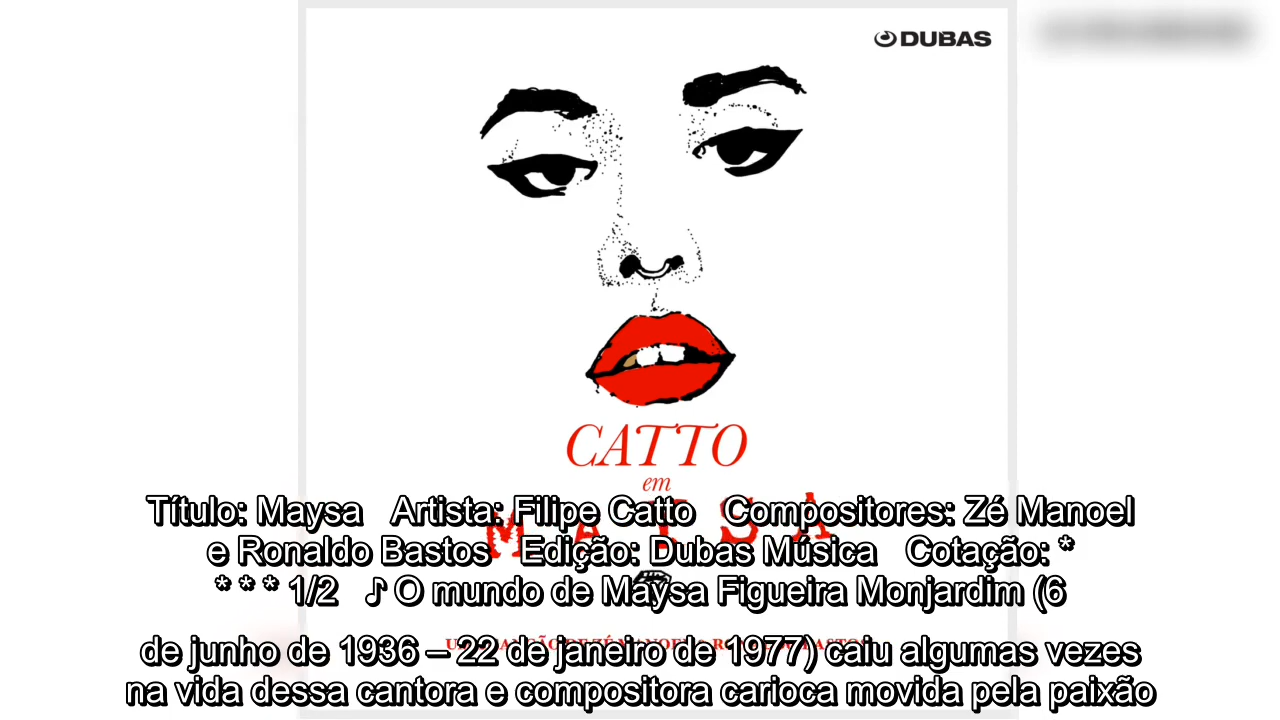 DUBAS
CATTO
em
MAYSA
Título: Maysa Artista: Filipe Catto Compositores: Zé Manoel
e Ronaldo Bastos Edição: Dubas Música Cotação: *
* * * 1/2 ♪ O mundo de Maysa Figueira Monjardim (6
de junho de 1936 – 22 de janeiro de 1977) caiu algumas vezes
na vida dessa cantora e compositora carioca movida pela paixão